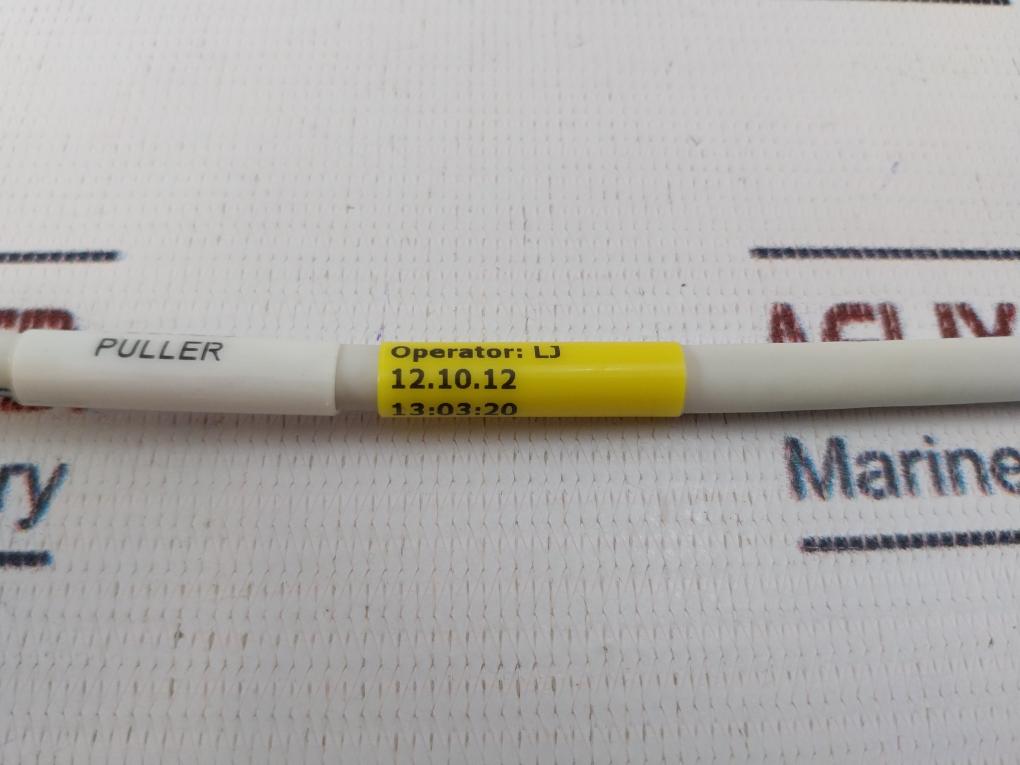 PULLER
Operator: LJ
12.10.12
13:03:20
Marine